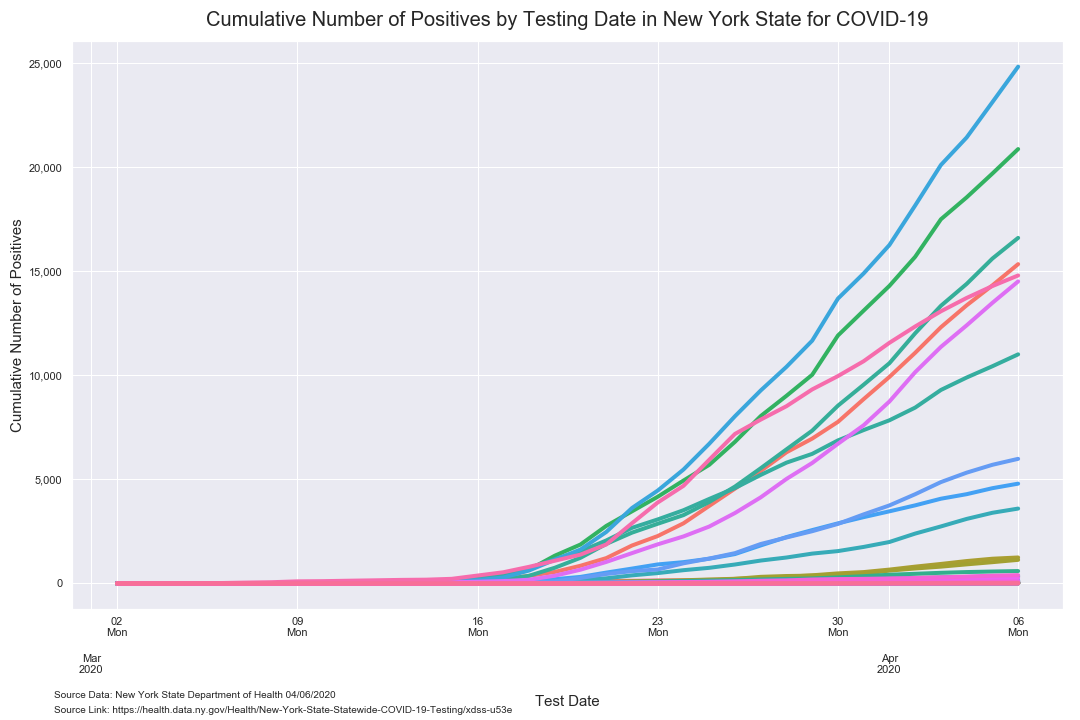 Cumulative Number of Positives by Testing Date in New York State for COVID-19
Cumulative Number of Positives
25,000
20,000
15,000
10,000
5,000
0
02 09 16 23 30 06
Mon Mon Mon Mon Mon Mon
Mar Apr
2020 2020
Test Date
Source Data: New York State Department of Health 04/06/2020
Source Link: https://health.data.ny.gov/Health/New-York-State-Statewide-COVID-19-Testing/xdss-u53e